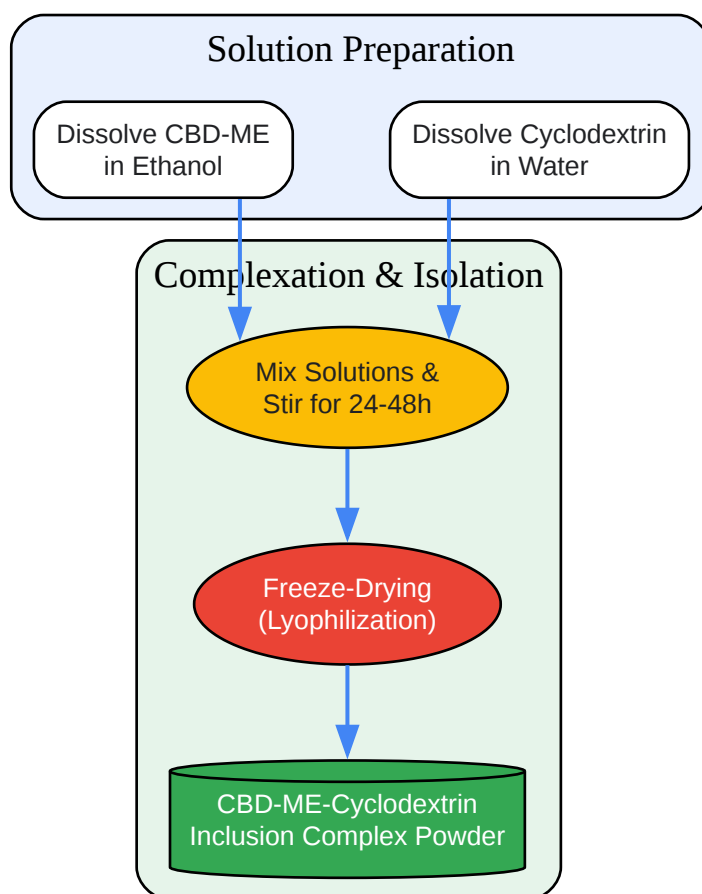 Solution Preparation
Dissolve CBD-ME
in Ethanol
Dissolve Cyclodextrin
in Water
Complexation & Isolation
Mix Solutions &
Stir for 24-48h
Freeze-Drying
(Lyophilization)
CBD-ME-Cyclodextrin
Inclusion Complex Powder